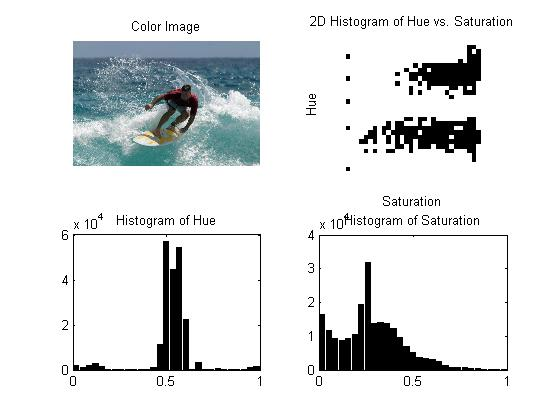 Color Image
2D Histogram of Hue vs. Saturation
Hue
Saturation
x 10^4
Histogram of Hue
6
4
2
0
0
0.5
1
x 10^4
Histogram of Saturation
4
3
2
1
0
0
0.5
1